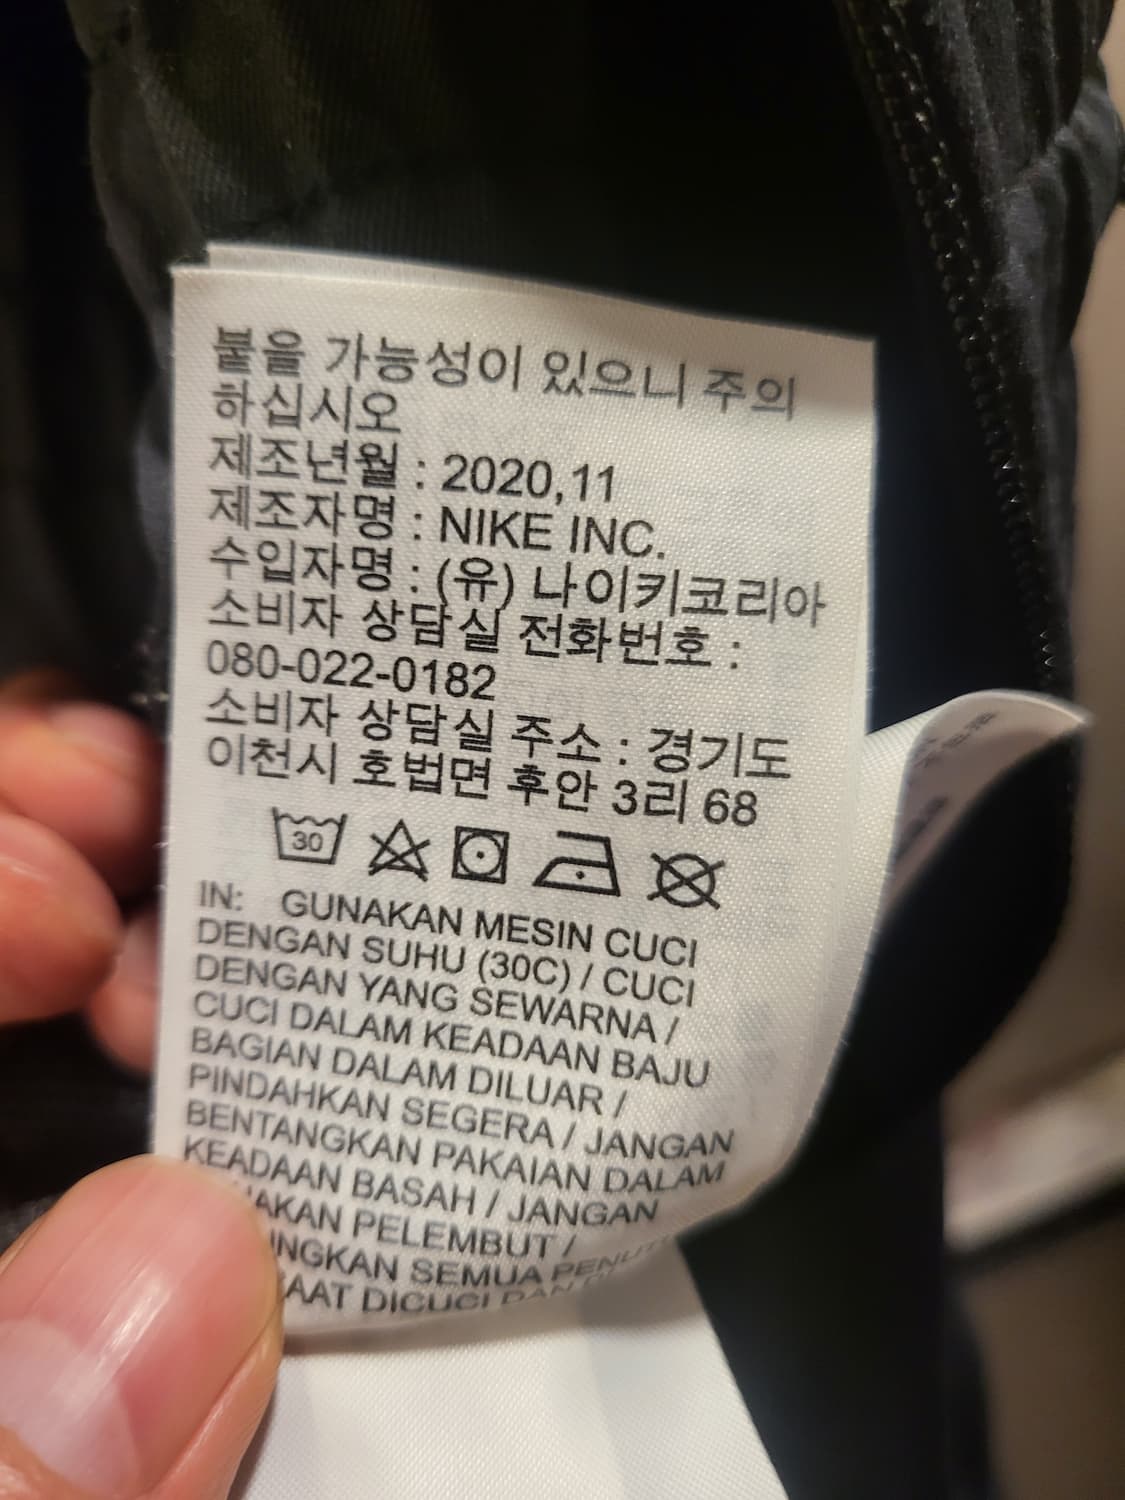 붙을 가능성이 있으니 주의
하십시오
제조년월 : 2020,11
제조자명 : NIKE INC.
수입자명 : (유) 나이키코리아
소비자 상담실 전화번호 :
080-022-0182
소비자 상담실 주소 : 경기도
이천시 호법면 후안 3리 68
30
IN: GUNAKAN MESIN CUCI
DENGAN SUHU (30C) / CUCI
DENGAN YANG SEWARNA /
CUCI DALAM KEADAAN BAJU
BAGIAN DALAM DILUAR /
PINDAHKAN SEGERA / JANGAN
BENTANGKAN PAKAIAN DALAM
KEADAAN BASAH / JANGAN
PELEMBUT /
SEMUA
DICUCI DAN